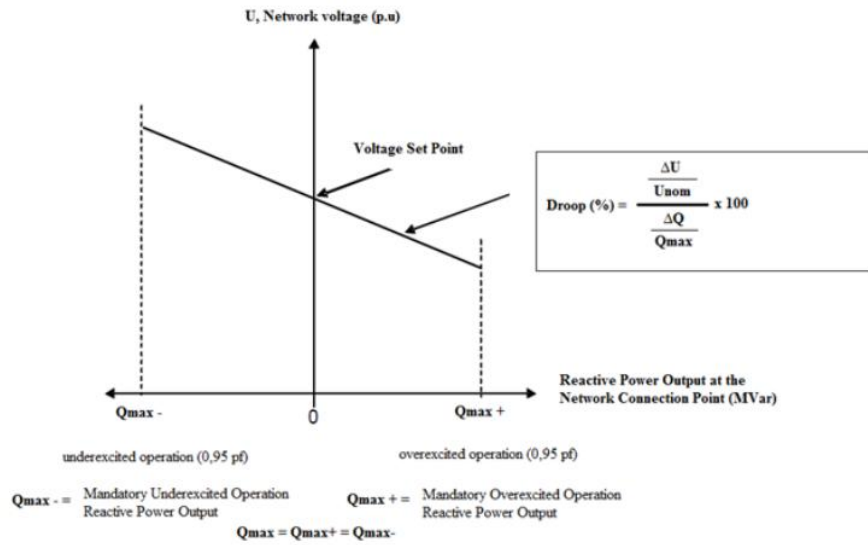 U, Network voltage (p.u)
Voltage Set Point
ΔU
Unom
Droop (%) = x 100
ΔQ
Qmax
Reactive Power Output at the
Network Connection Point (MVar)
Qmax -
0
Qmax +
underexcited operation (0,95 pf)
overexcited operation (0,95 pf)
Qmax - = Mandatory Underexcited Operation
Reactive Power Output
Qmax + = Mandatory Overexcited Operation
Reactive Power Output
Qmax = Qmax+ = Qmax-